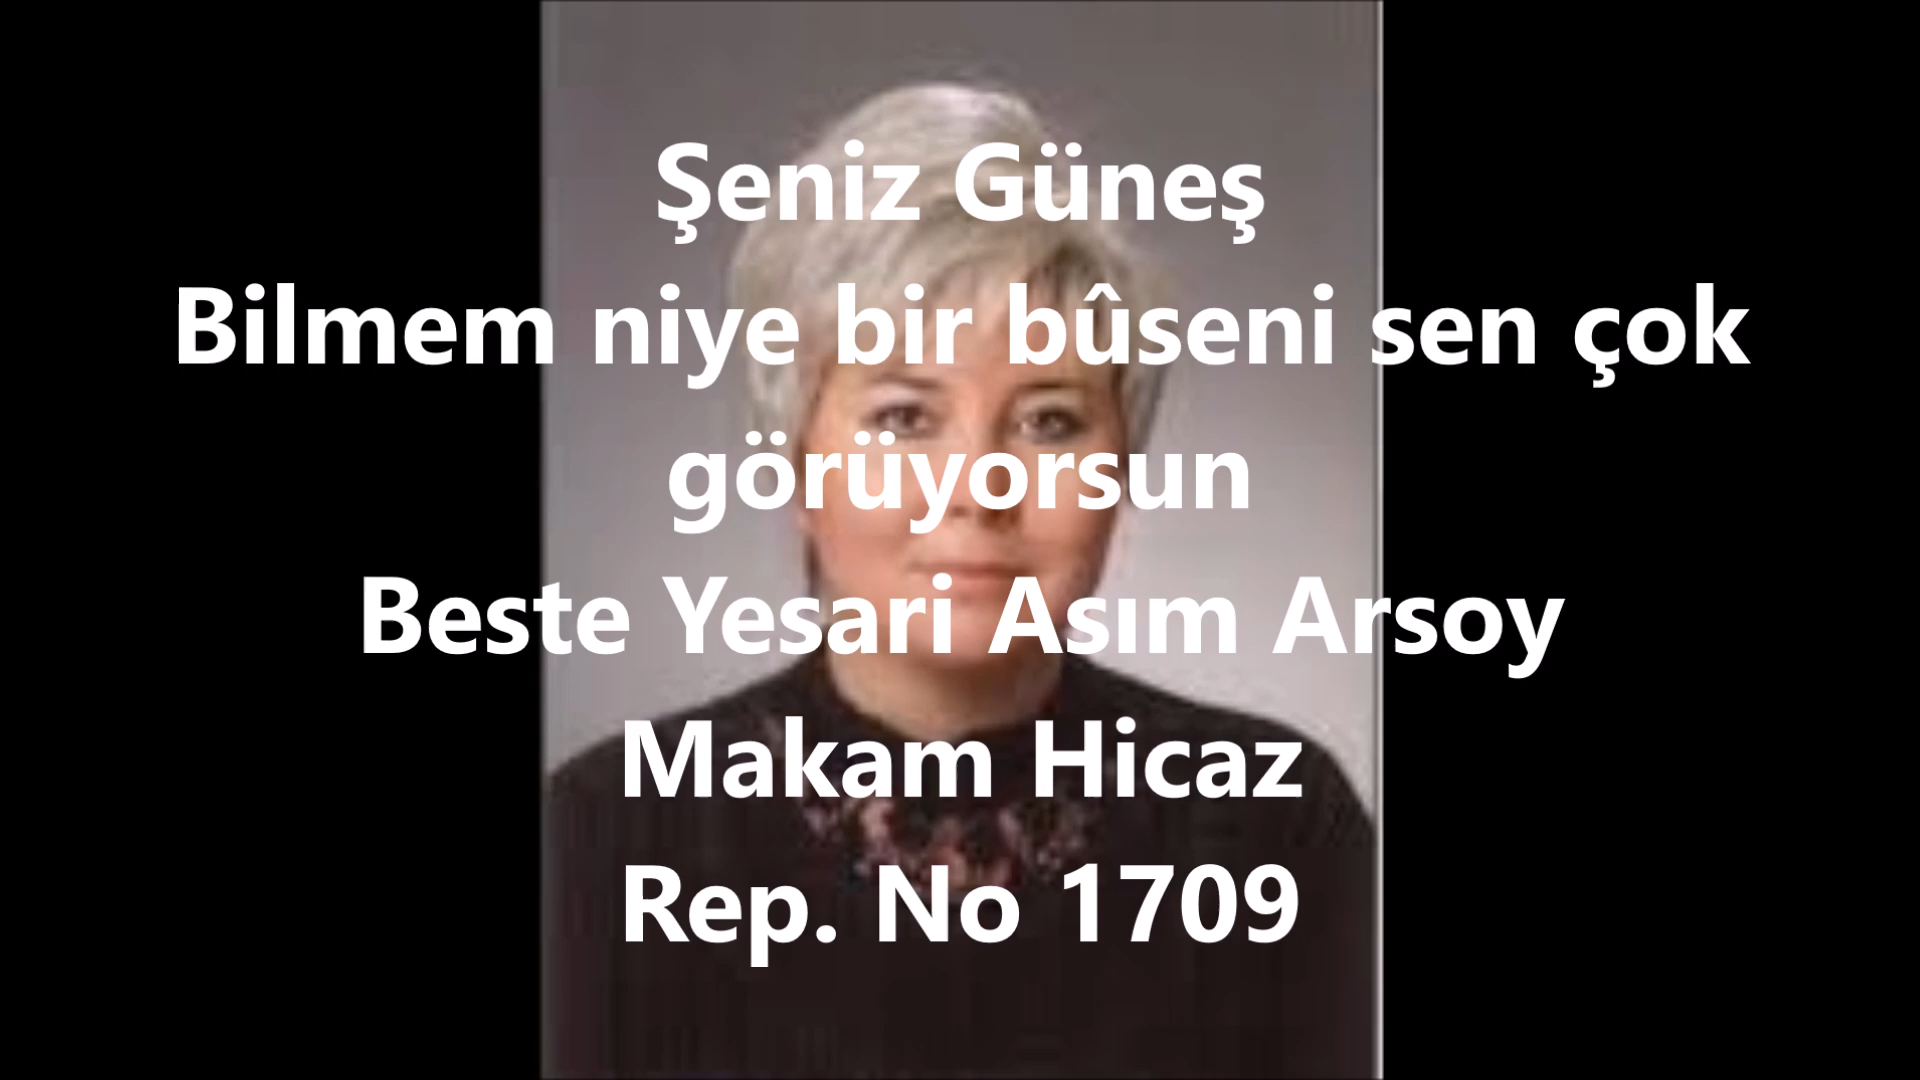 Şeniz Güneş
Bilmem niye bir bûseni sen çok
görüyorsun
Beste Yesari Asım Arsoy
Makam Hicaz
Rep. No 1709